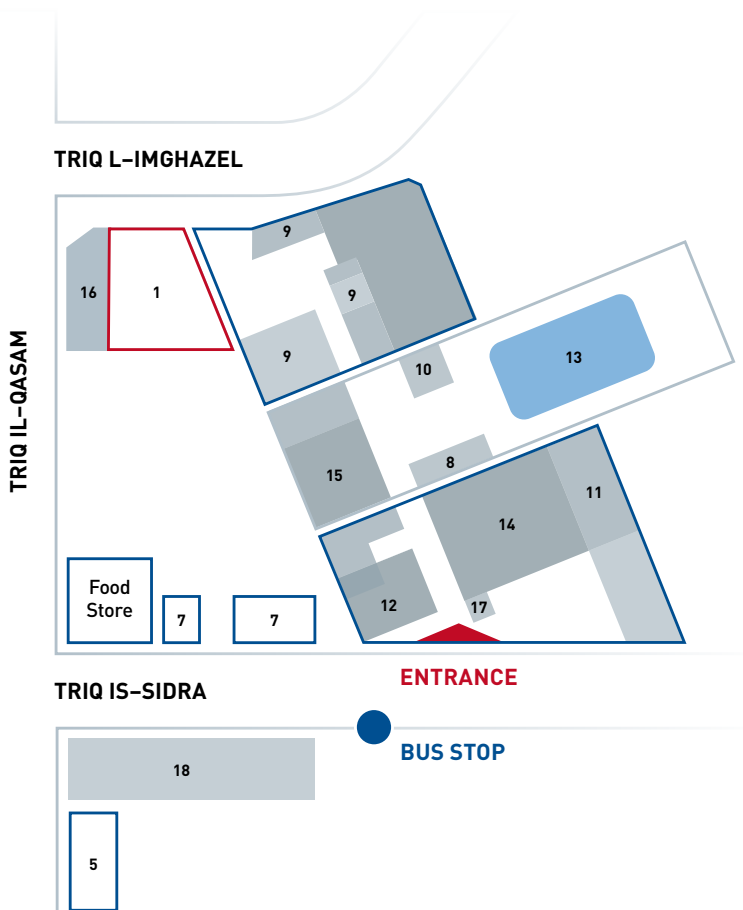 TRIQ L–IMGHAZEL
9
16
1
9
9
10
13
TRIQ IL–QASAM
15
8
11
14
Food
Store
7
7
12
17
ENTRANCE
TRIQ IS–SIDRA
BUS STOP
18
5